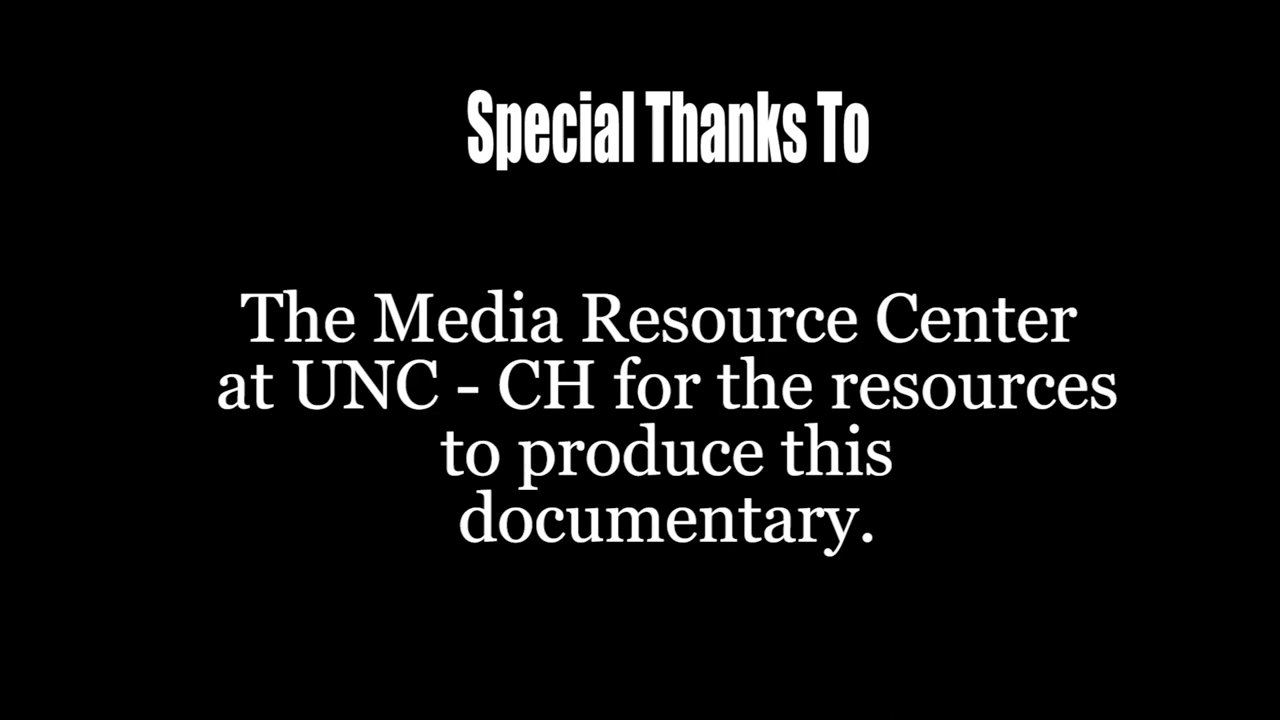 Special Thanks To
The Media Resource Center
at UNC - CH for the resources
to produce this
documentary.